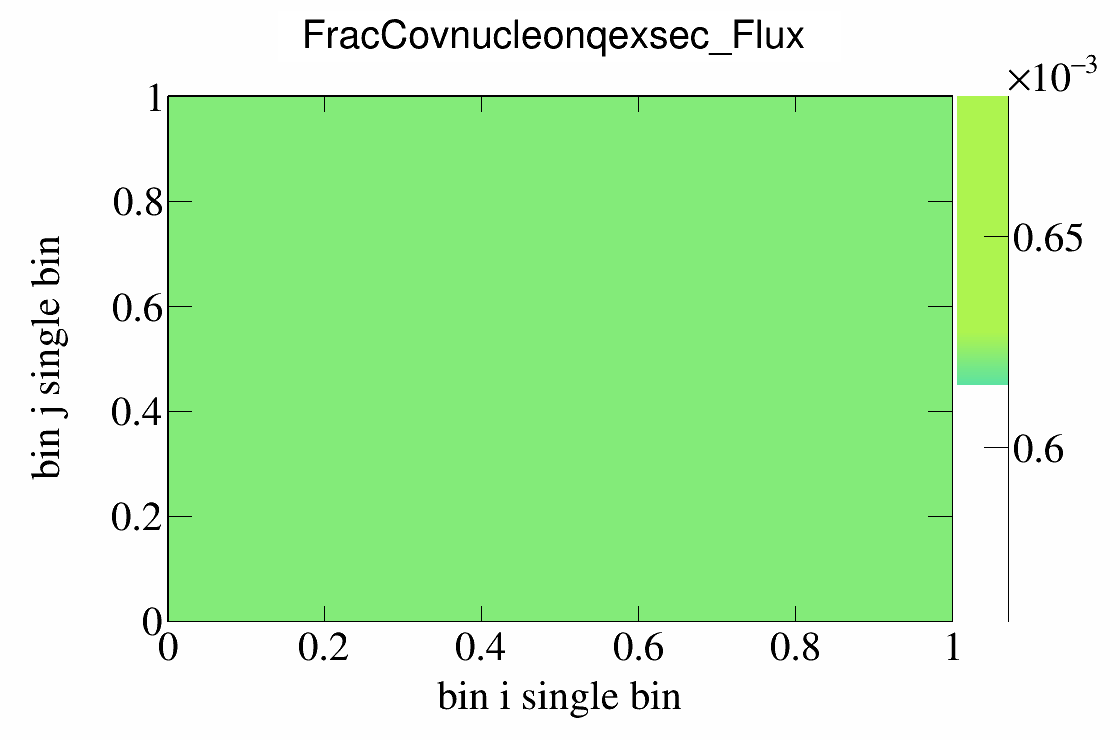 FracCovnucleonqexsec_Flux
×10⁻³
1
0.8
0.6
0.4
0.2
0
0.65
0.6
0 0.2 0.4 0.6 0.8 1
bin j single bin
bin i single bin